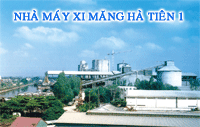 NHÀ MÁY XI MĂNG HÀ TIÊN 1